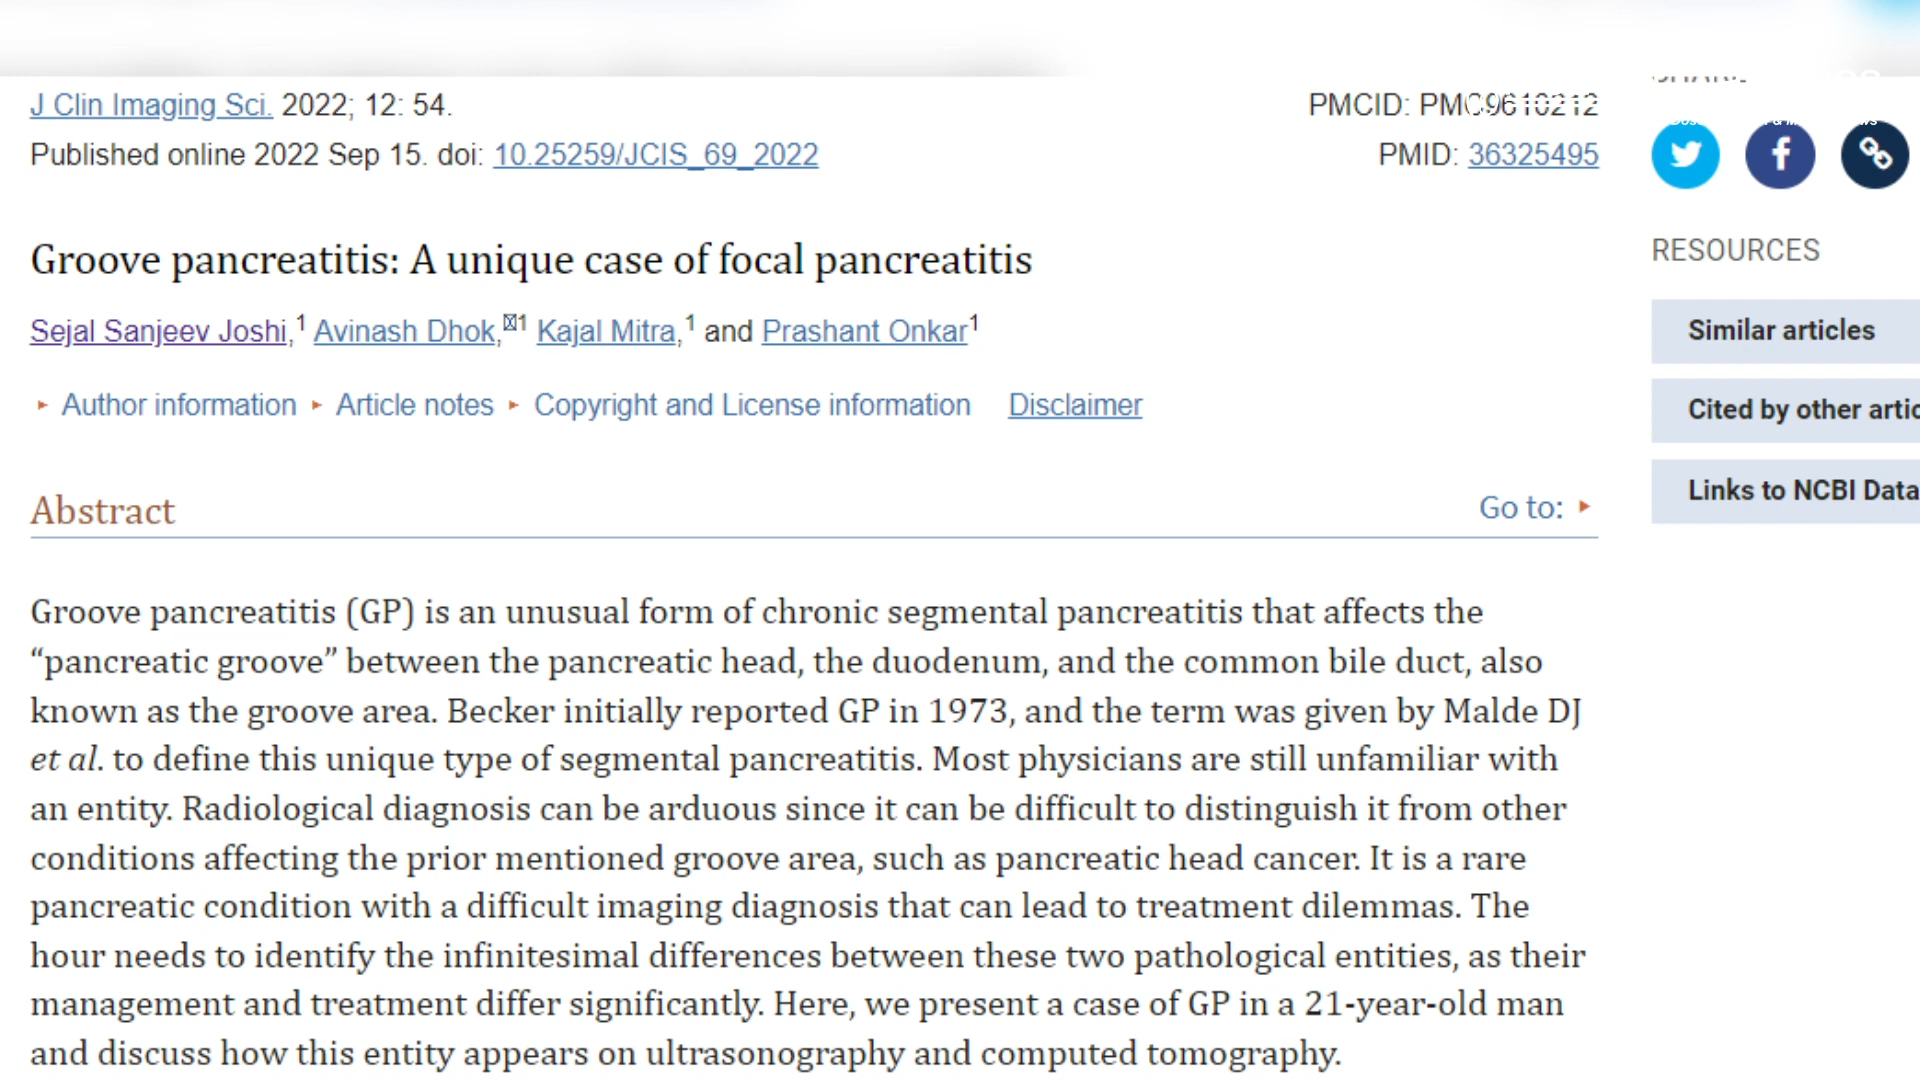 J Clin Imaging Sci. 2022; 12: 54.
Published online 2022 Sep 15. doi: 10.25259/JCIS_69_2022
PMCID: PMC9610212
PMID: 36325495
Groove pancreatitis: A unique case of focal pancreatitis
Sejal Sanjeev Joshi,1 Avinash Dhok,1 Kajal Mitra,1 and Prashant Onkar1
Author information Article notes Copyright and License information Disclaimer
Abstract
Go to:
Groove pancreatitis (GP) is an unusual form of chronic segmental pancreatitis that affects the
“pancreatic groove” between the pancreatic head, the duodenum, and the common bile duct, also
known as the groove area. Becker initially reported GP in 1973, and the term was given by Malde DJ
et al. to define this unique type of segmental pancreatitis. Most physicians are still unfamiliar with
an entity. Radiological diagnosis can be arduous since it can be difficult to distinguish it from other
conditions affecting the prior mentioned groove area, such as pancreatic head cancer. It is a rare
pancreatic condition with a difficult imaging diagnosis that can lead to treatment dilemmas. The
hour needs to identify the infinitesimal differences between these two pathological entities, as their
management and treatment differ significantly. Here, we present a case of GP in a 21-year-old man
and discuss how this entity appears on ultrasonography and computed tomography.
RESOURCES
Similar articles
Cited by other artic
Links to NCBI Data